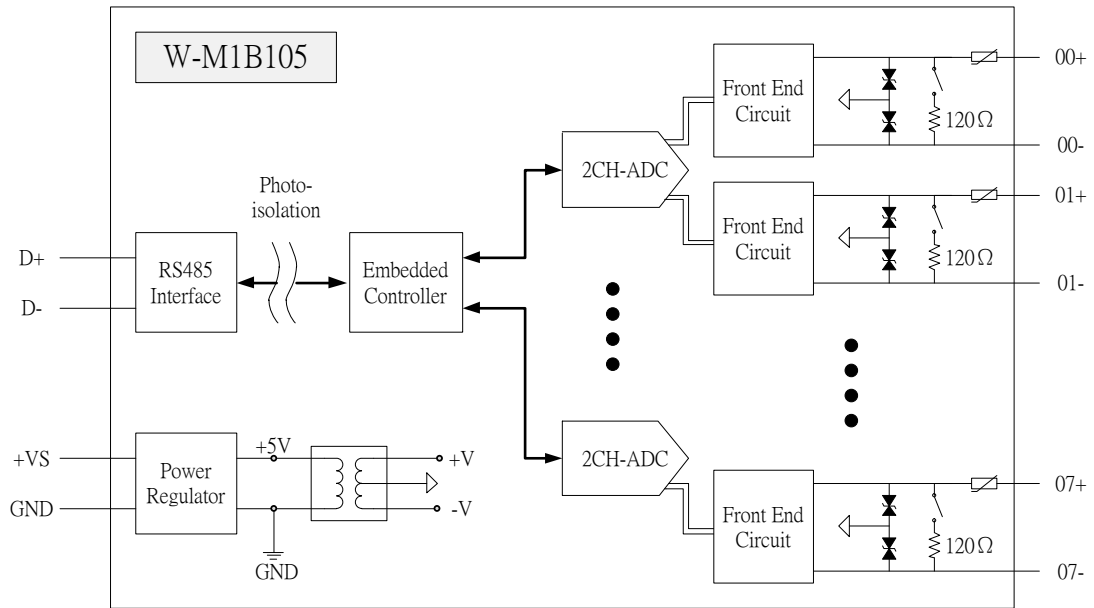 W-M1B105
Front End
Circuit
120Ω
00+
00-
2CH-ADC
Front End
Circuit
120Ω
01+
01-
Photo-
isolation
D+
D-
RS485
Interface
Embedded
Controller
2CH-ADC
+VS
GND
Power
Regulator
+5V
GND
+V
-V
Front End
Circuit
120Ω
07+
07-